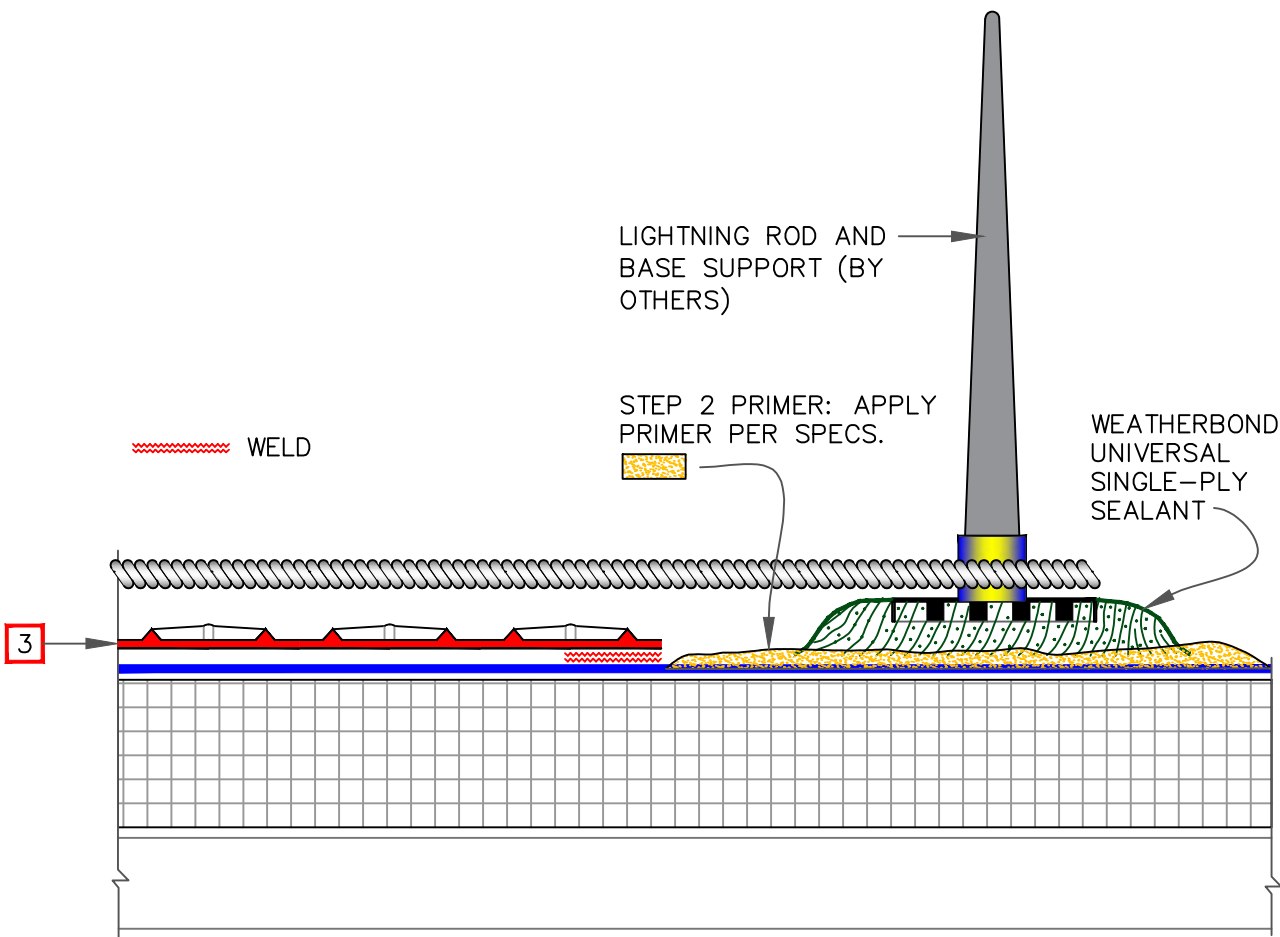 LIGHTNING ROD AND
BASE SUPPORT (BY
OTHERS)
STEP 2 PRIMER: APPLY
PRIMER PER SPECS.
WEATHERBOND
UNIVERSAL
SINGLE-PLY
SEALANT
WELD
3